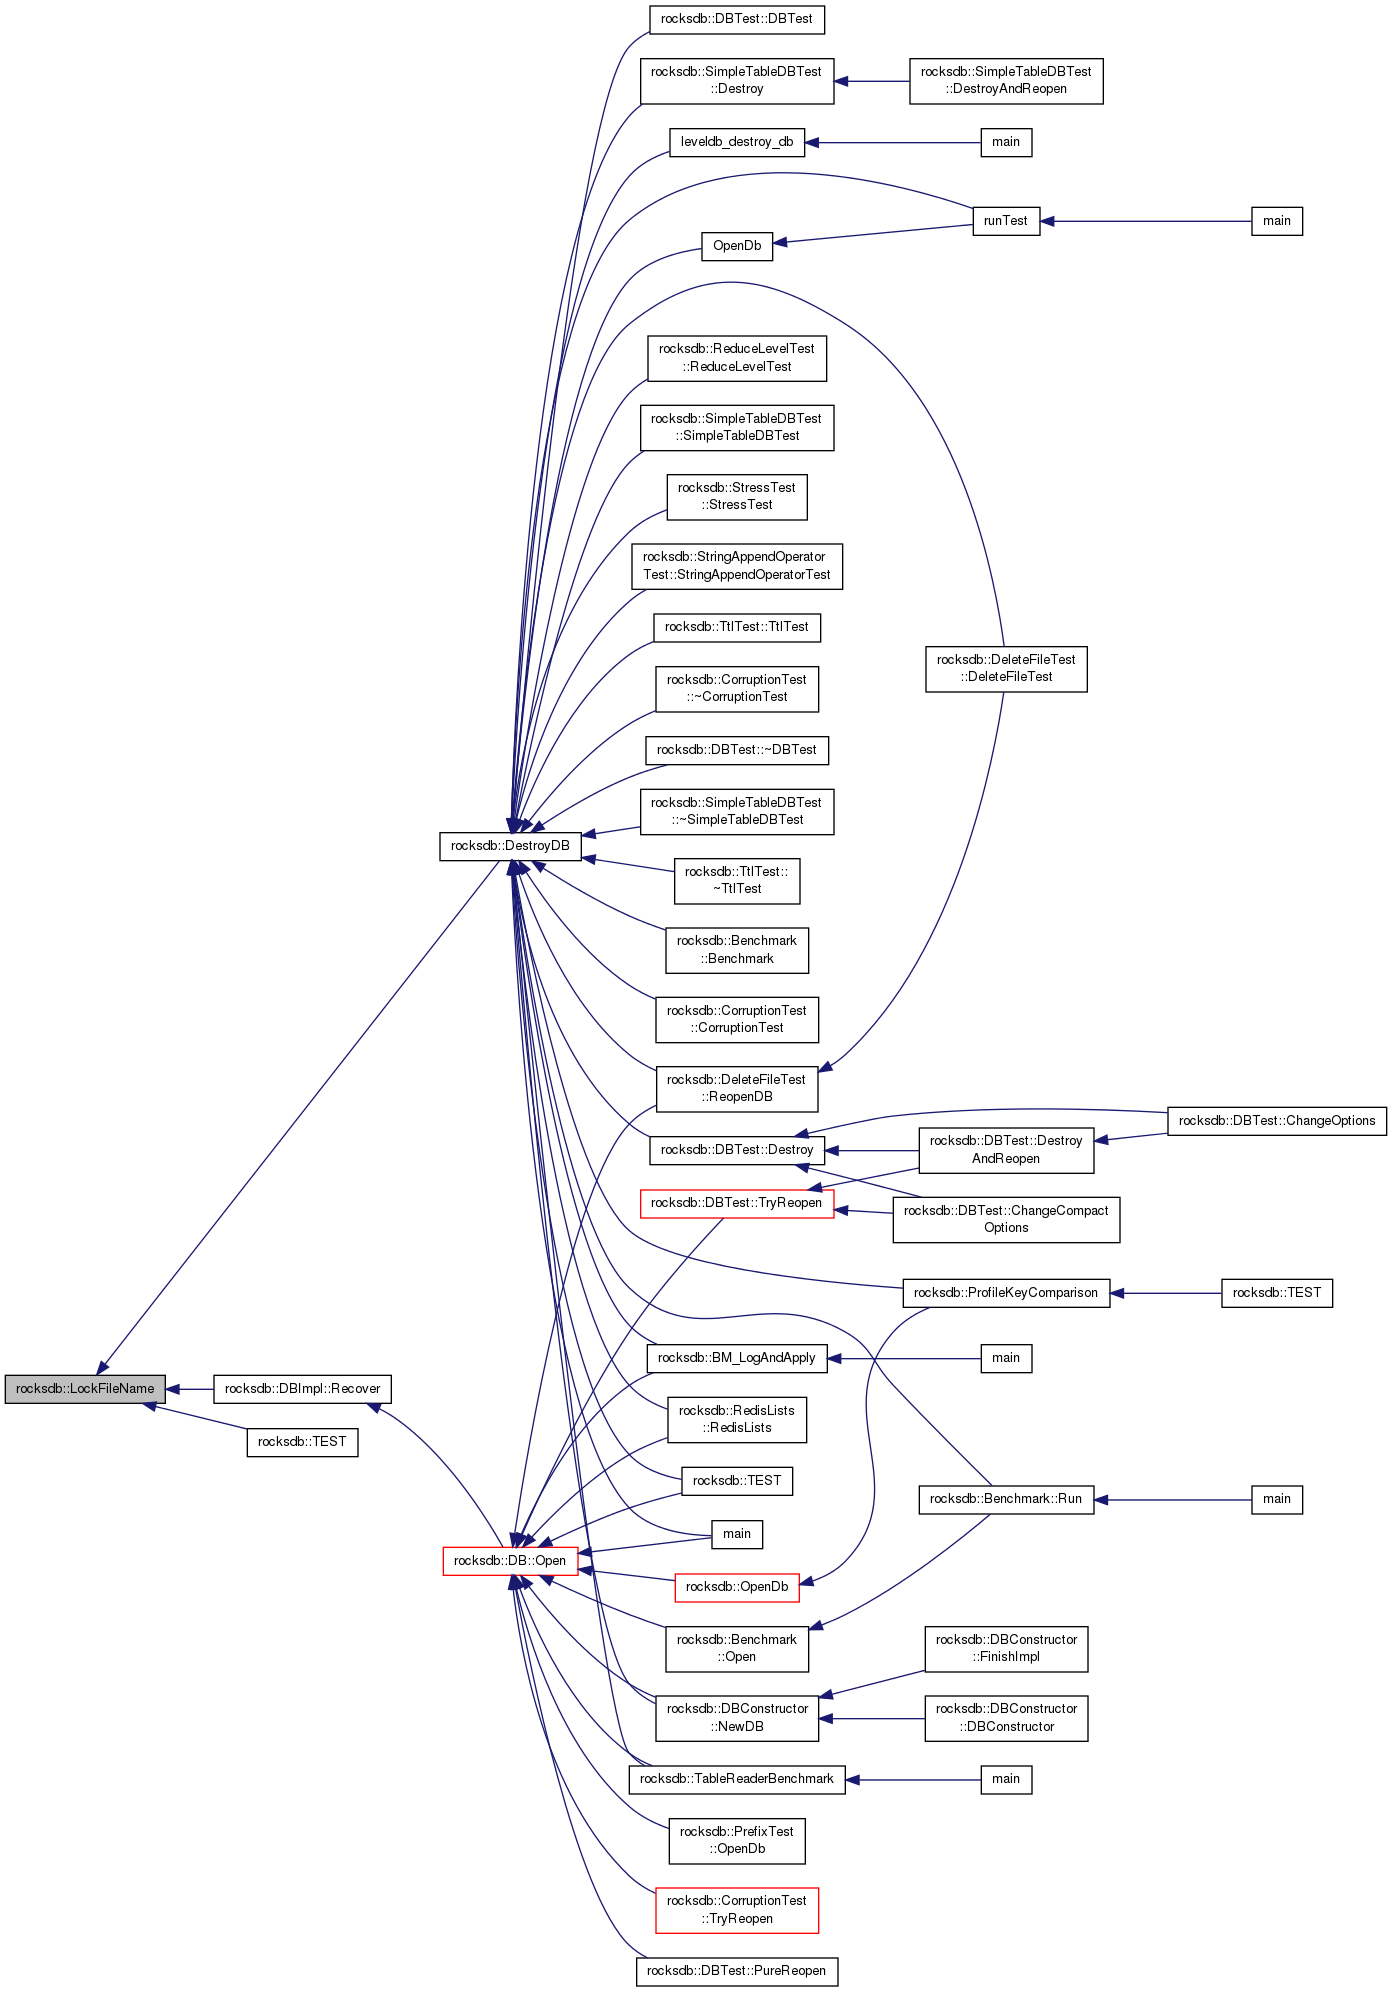 rocksdb::DBTest::DBTest
rocksdb::SimpleTableDBTest
::Destroy
rocksdb::SimpleTableDBTest
::DestroyAndReopen
leveldb_destroy_db
main
runTest
main
OpenDb
rocksdb::ReduceLevelTest
::ReduceLevelTest
rocksdb::SimpleTableDBTest
::SimpleTableDBTest
rocksdb::StressTest
::StressTest
rocksdb::StringAppendOperator
Test::StringAppendOperatorTest
rocksdb::TtlTest::TtlTest
rocksdb::DeleteFileTest
::DeleteFileTest
rocksdb::CorruptionTest
::~CorruptionTest
rocksdb::DBTest::~DBTest
rocksdb::SimpleTableDBTest
::~SimpleTableDBTest
rocksdb::DestroyDB
rocksdb::TtlTest::
~TtlTest
rocksdb::Benchmark
::Benchmark
rocksdb::CorruptionTest
::CorruptionTest
rocksdb::DeleteFileTest
::ReopenDB
rocksdb::DBTest::ChangeOptions
rocksdb::DBTest::Destroy
rocksdb::DBTest::Destroy
AndReopen
rocksdb::DBTest::TryReopen
rocksdb::DBTest::ChangeCompact
Options
rocksdb::ProfileKeyComparison
rocksdb::TEST
rocksdb::BM_LogAndApply
main
rocksdb::LockFileName
rocksdb::DBImpl::Recover
rocksdb::RedisLists
::RedisLists
rocksdb::TEST
rocksdb::TEST
rocksdb::Benchmark::Run
main
main
rocksdb::DB::Open
rocksdb::OpenDb
rocksdb::Benchmark
::Open
rocksdb::DBConstructor
::FinishImpl
rocksdb::DBConstructor
::NewDB
rocksdb::DBConstructor
::DBConstructor
rocksdb::TableReaderBenchmark
main
rocksdb::PrefixTest
::OpenDb
rocksdb::CorruptionTest
::TryReopen
rocksdb::DBTest::PureReopen